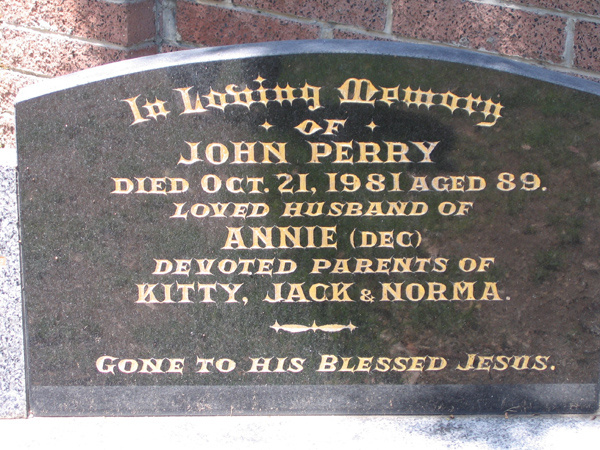 In Loving Memory
OF
JOHN PERRY
DIED OCT. 21, 1981 AGED 89.
LOVED HUSBAND OF
ANNIE (DEC)
DEVOTED PARENTS OF
KITTY, JACK & NORMA.
GONE TO HIS BLESSED JESUS.